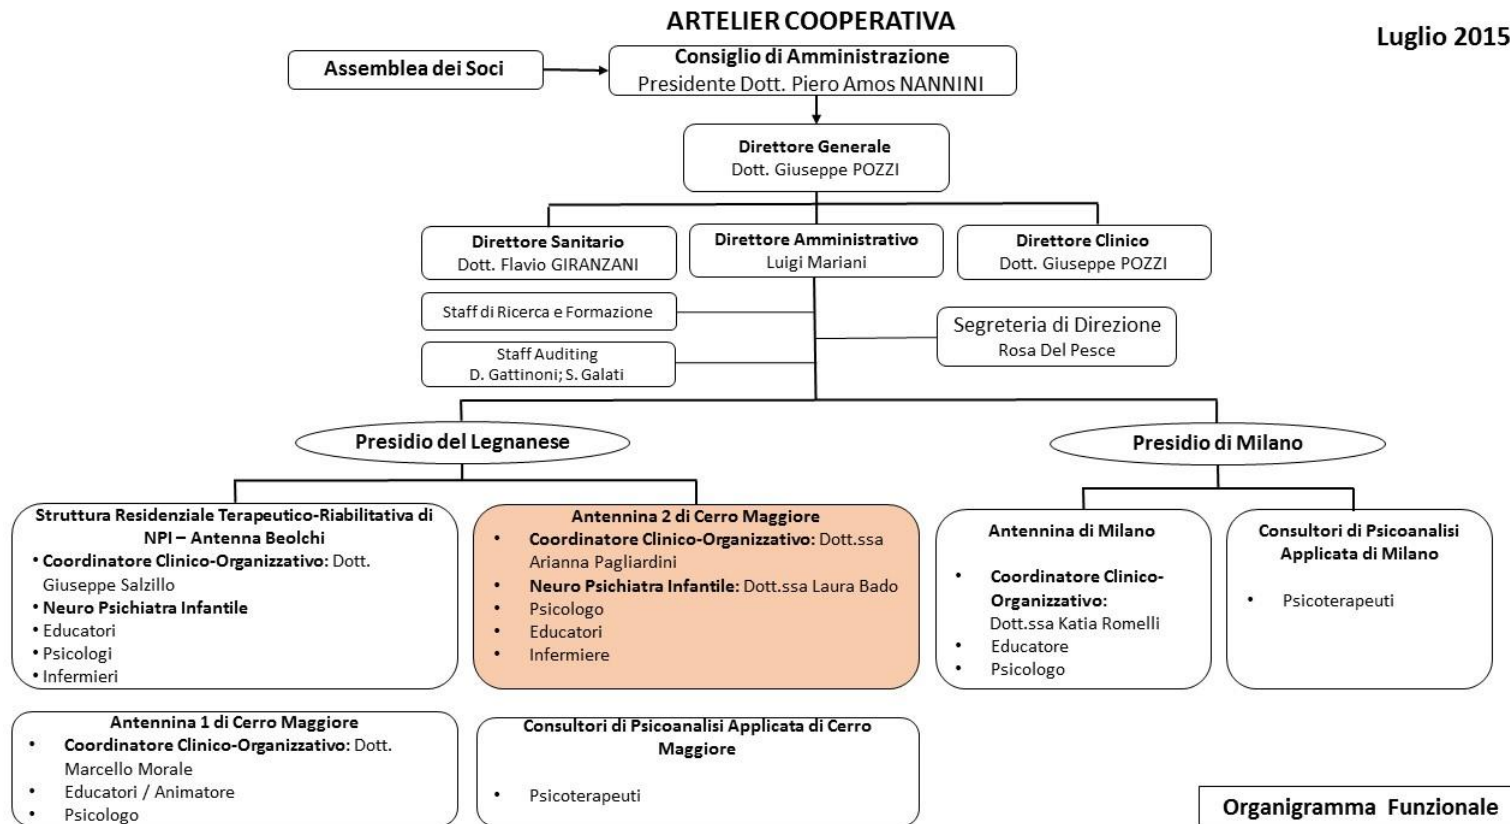 ARTELIER COOPERATIVA
Luglio 2015
Assemblea dei Soci
Consiglio di Amministrazione
Presidente Dott. Piero Amos NANNINI
Direttore Generale
Dott. Giuseppe POZZI
Direttore Sanitario
Dott. Flavio GIRANZANI
Direttore Amministrativo
Luigi Mariani
Direttore Clinico
Dott. Giuseppe POZZI
Staff di Ricerca e Formazione
Segreteria di Direzione
Rosa Del Pesce
Staff Auditing
D. Gattinoni; S. Galati
Presidio del Legnanese
Presidio di Milano
Struttura Residenziale Terapeutico-Riabilitativa di
NPI – Antenna Beolchi
• Coordinatore Clinico-Organizzativo: Dott.
Giuseppe Salzillo
• Neuro Psichiatra Infantile
• Educatori
• Psicologi
• Infermieri
Antennina 2 di Cerro Maggiore
• Coordinatore Clinico-Organizzativo: Dott.ssa
Arianna Pagliardini
• Neuro Psichiatra Infantile: Dott.ssa Laura Bado
• Psicologo
• Educatori
• Infermiere
Antennina di Milano
• Coordinatore Clinico-
Organizzativo:
Dott.ssa Katia Romelli
• Educatore
• Psicologo
Consultori di Psicoanalisi
Applicata di Milano
• Psicoterapeuti
Antennina 1 di Cerro Maggiore
• Coordinatore Clinico-Organizzativo: Dott.
Marcello Morale
• Educatori / Animatore
• Psicologo
Consultori di Psicoanalisi Applicata di Cerro
Maggiore
• Psicoterapeuti
Organigramma Funzionale